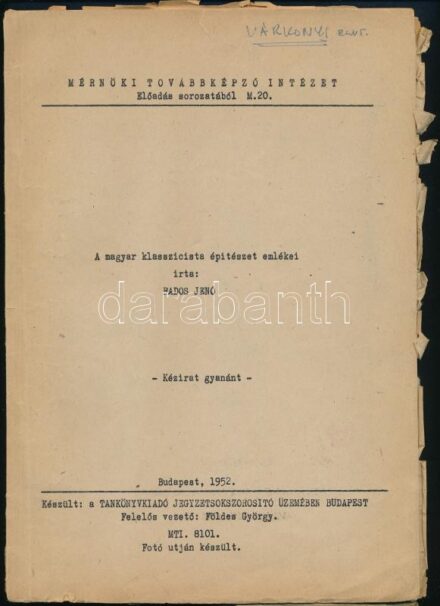 VÁRKONYI
MÉRNÖKI TOVÁBBKÉPZŐ INTÉZET
Előadás sorozatából M.20.
A magyar klasszicista építészet emlékei
irta:
RADOS JENŐ
darabanth
- Kézirat gyanánt -
Budapest, 1952.
Készült: a TANKÖNYVKIADÓ JEGYZETSOKSZOROSITÓ ÜZEMÉBEN BUDAPEST
Felelős vezető: Földes György.
MTI. 8101.
Fotó utján készült.